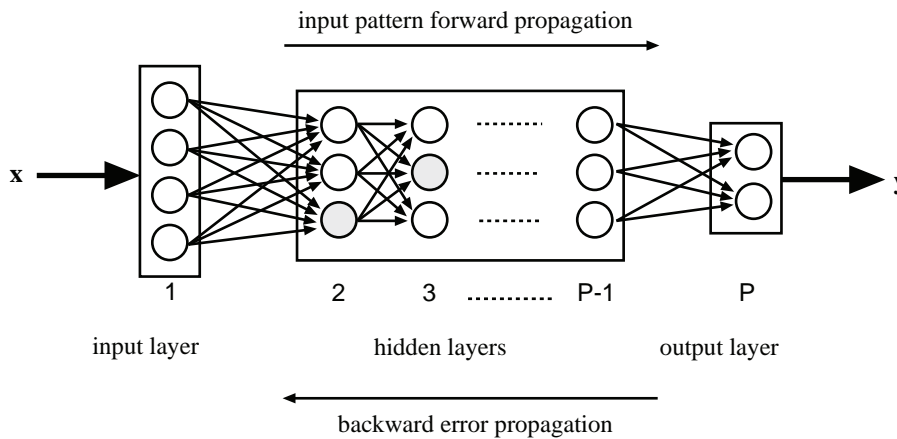 input pattern forward propagation
x
y
1 2 3 .......... P-1 P
input layer hidden layers output layer
backward error propagation